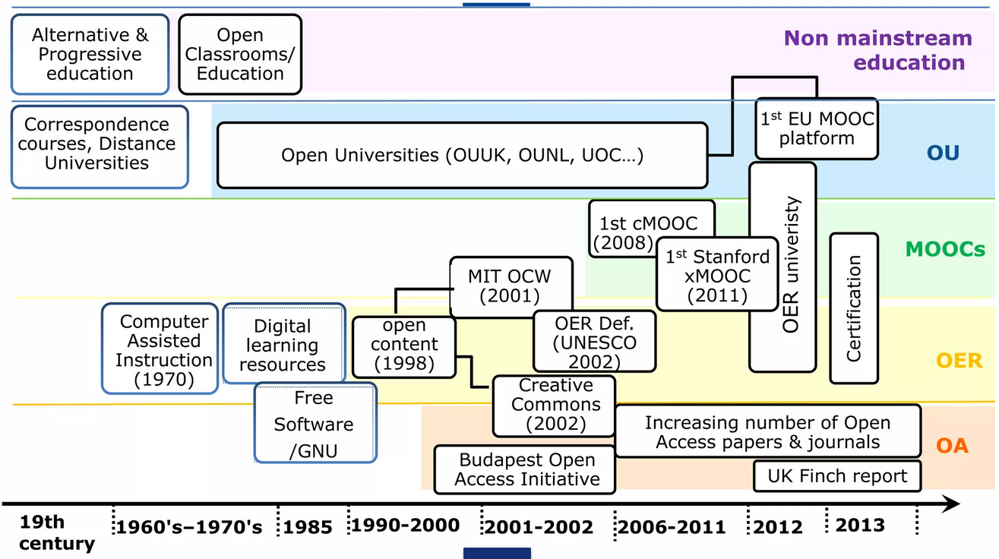 Alternative &
Progressive
education
Open
Classrooms/
Education
Non mainstream
education
Correspondence
courses, Distance
Universities
Open Universities (OUUK, OUNL, UOC…)
1st EU MOOC
platform
OU
1st cMOOC
(2008)
1st Stanford
xMOOC
(2011)
OER univeristy
Certification
MOOCs
MIT OCW
(2001)
Computer
Assisted
Instruction
(1970)
Digital
learning
resources
open
content
(1998)
OER Def.
(UNESCO
2002)
OER
Free
Software
/GNU
Creative
Commons
(2002)
Increasing number of Open
Access papers & journals
OA
Budapest Open
Access Initiative
UK Finch report
19th
century
1960's–1970's
1985
1990-2000
2001-2002
2006-2011
2012
2013